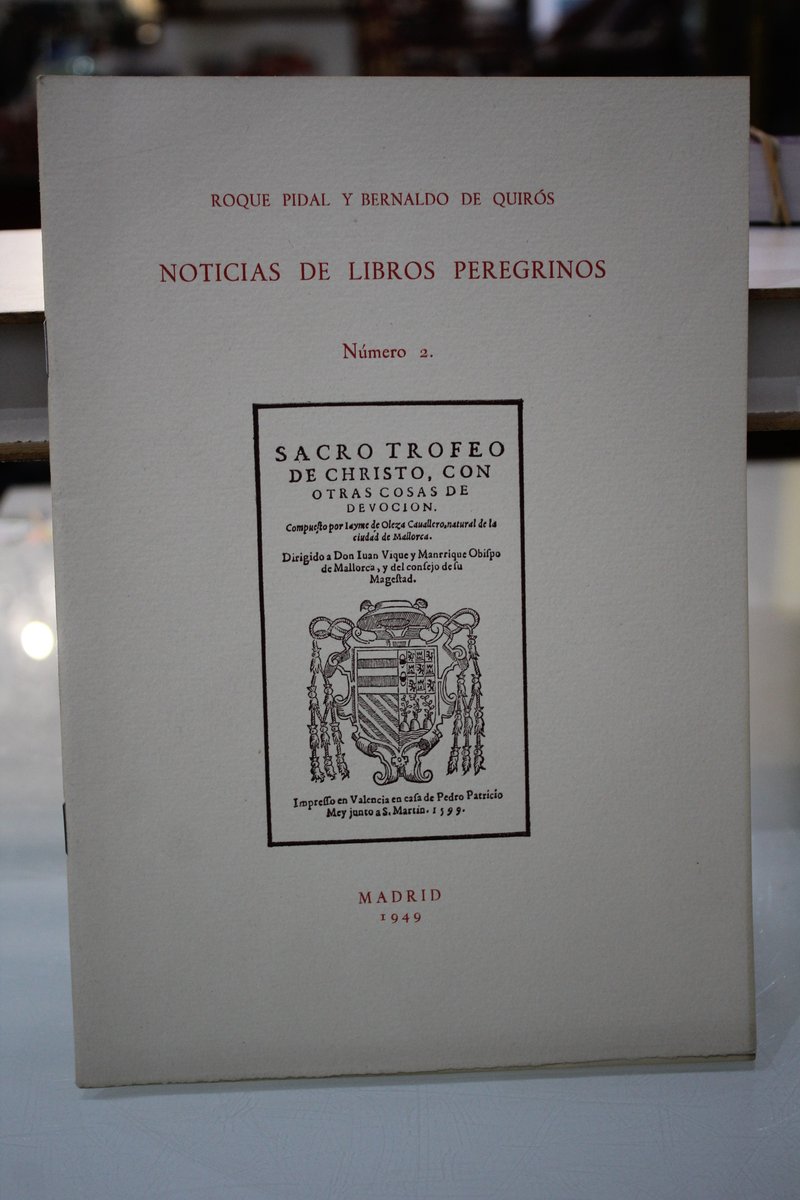 ROQUE PIDAL Y BERNALDO DE QUIRÓS
NOTICIAS DE LIBROS PEREGRINOS
Número 2.
SACRO TROFEO
DE CHRISTO, CON
OTRAS COSAS DE
DEVOCION.
Compueſto por Iayme de Oleza Cauallero, natural de la
ciudad de Mallorca.
Dirigido a Don Iuan Vique y Manrrique Obiſpo
de Mallorca, y del conſejo de ſu
Mageſtad.
Impreſſo en Valencia en caſa de Pedro Patricio
Mey junto a S. Martin. 1599.
MADRID
1949